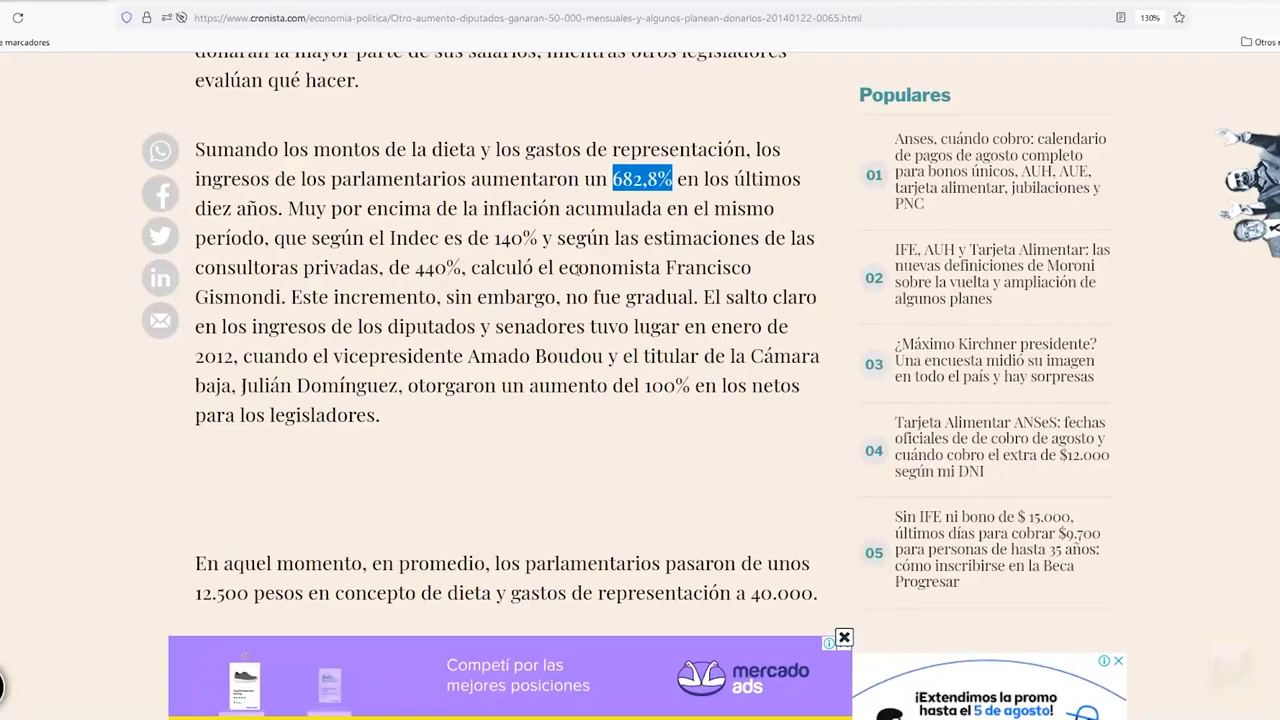 https://www.cronista.com/economia-politica/Otro-aumento-diputados-ganaran-50-000-mensuales-y-algunos-planean-donarlos-20140122-0065.html
130%
e marcadores
Otros
donarán la mayor parte de sus salarios, mientras otros legisladores
evalúan qué hacer.
Sumando los montos de la dieta y los gastos de representación, los
ingresos de los parlamentarios aumentaron un 682,8% en los últimos
diez años. Muy por encima de la inflación acumulada en el mismo
período, que según el Indec es de 140% y según las estimaciones de las
consultoras privadas, de 440%, calculó el economista Francisco
Gismondi. Este incremento, sin embargo, no fue gradual. El salto claro
en los ingresos de los diputados y senadores tuvo lugar en enero de
2012, cuando el vicepresidente Amado Boudou y el titular de la Cámara
baja, Julián Domínguez, otorgaron un aumento del 100% en los netos
para los legisladores.
En aquel momento, en promedio, los parlamentarios pasaron de unos
12.500 pesos en concepto de dieta y gastos de representación a 40.000.
Populares
01
Anses, cuándo cobro: calendario
de pagos de agosto completo
para bonos únicos, AUH, AUE,
tarjeta alimentar, jubilaciones y
PNC
02
IFE, AUH y Tarjeta Alimentar: las
nuevas definiciones de Moroni
sobre la vuelta y ampliación de
algunos planes
03
¿Máximo Kirchner presidente?
Una encuesta midió su imagen
en todo el país y hay sorpresas
04
Tarjeta Alimentar ANSeS: fechas
oficiales de de cobro de agosto y
cuándo cobro el extra de $12.000
según mi DNI
05
Sin IFE ni bono de $ 15.000,
últimos días para cobrar $9.700
para personas de hasta 35 años:
cómo inscribirse en la Beca
Progresar
Competí por las
mejores posiciones
mercado
ads
¡Extendimos la promo
hasta el 5 de agosto!